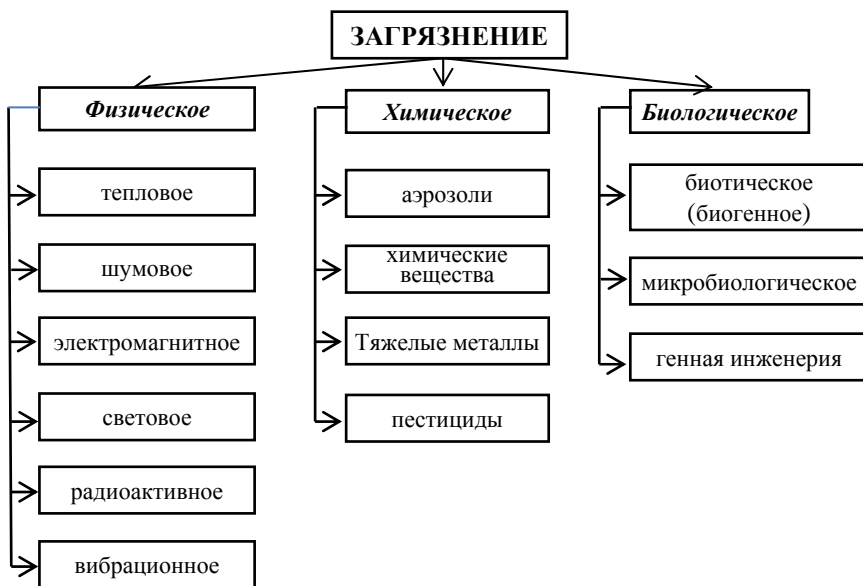 ЗАГРЯЗНЕНИЕ
Физическое
тепловое
шумовое
электромагнитное
световое
радиоактивное
вибрационное
Химическое
аэрозоли
химические
вещества
Тяжелые металлы
пестициды
Биологическое
биотическое
(биогенное)
микробиологическое
генная инженерия